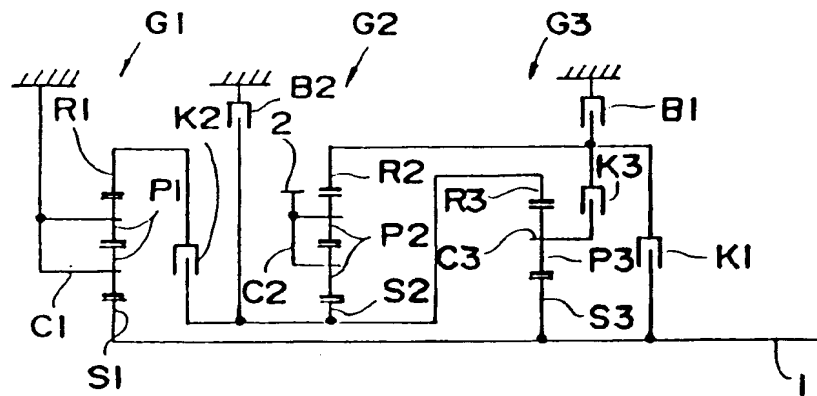 G1 G2 G3
B2 B1
R1 K2 2
R2 R3 K3
P1 P2 C3 P3 K1
C1 C2 S2 S3
S1 1